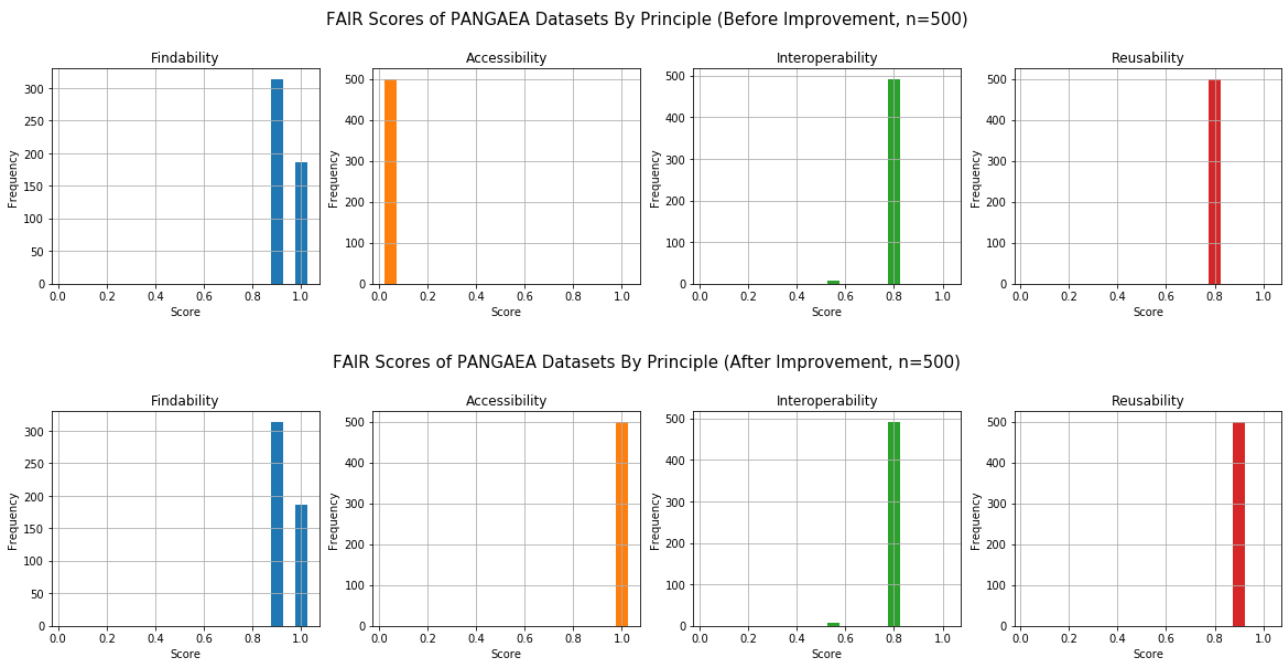 FAIR Scores of PANGAEA Datasets By Principle (Before Improvement, n=500)
Findability
Frequency
300
250
200
150
100
50
0
0.0 0.2 0.4 0.6 0.8 1.0
Score
Accessibility
Frequency
500
400
300
200
100
0
0.0 0.2 0.4 0.6 0.8 1.0
Score
Interoperability
Frequency
500
400
300
200
100
0
0.0 0.2 0.4 0.6 0.8 1.0
Score
Reusability
Frequency
500
400
300
200
100
0
0.0 0.2 0.4 0.6 0.8 1.0
Score
FAIR Scores of PANGAEA Datasets By Principle (After Improvement, n=500)
Findability
Frequency
300
250
200
150
100
50
0
0.0 0.2 0.4 0.6 0.8 1.0
Score
Accessibility
Frequency
500
400
300
200
100
0
0.0 0.2 0.4 0.6 0.8 1.0
Score
Interoperability
Frequency
500
400
300
200
100
0
0.0 0.2 0.4 0.6 0.8 1.0
Score
Reusability
Frequency
500
400
300
200
100
0
0.0 0.2 0.4 0.6 0.8 1.0
Score